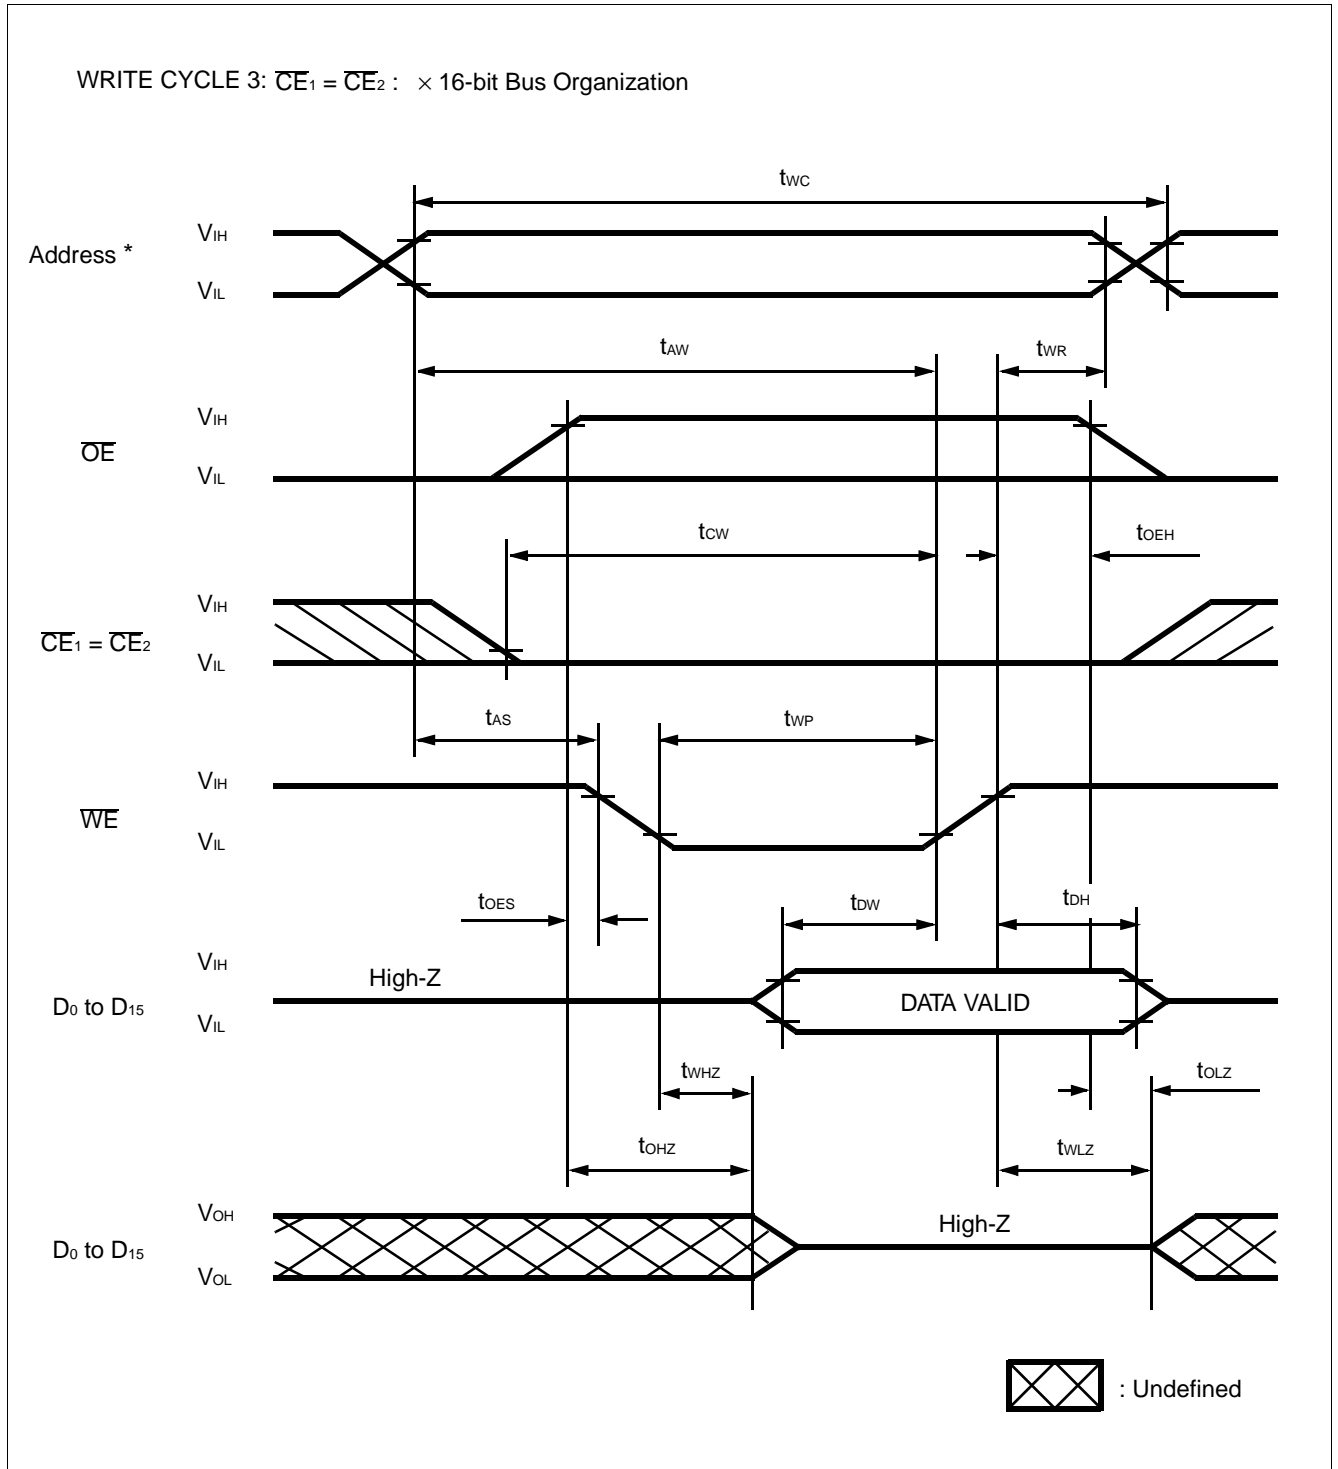 WRITE CYCLE 3: CE1 = CE2 : × 16-bit Bus Organization
tWC
Address *
VIH
VIL
tAW
tWR
OE
VIH
VIL
tCW
tOEH
CE1 = CE2
VIH
VIL
tAS
tWP
WE
VIH
VIL
tOES
tDW
tDH
D0 to D15
VIH
High-Z
VIL
DATA VALID
tWHZ
tOLZ
tOHZ
tWLZ
D0 to D15
VOH
High-Z
VOL
: Undefined